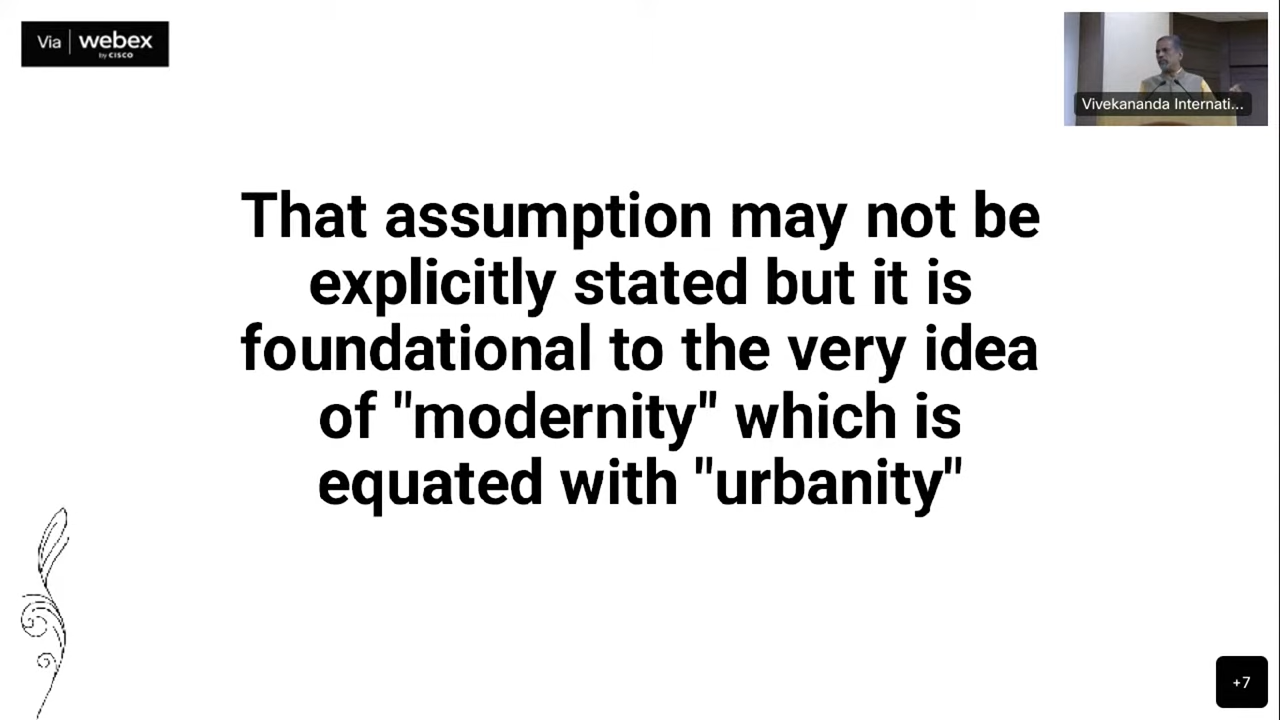 Via webex
by CISCO
Vivekananda Internati...
That assumption may not be
explicitly stated but it is
foundational to the very idea
of "modernity" which is
equated with "urbanity"
+7